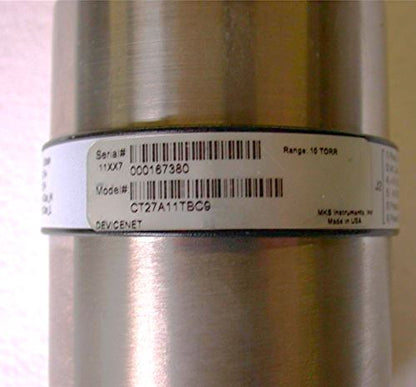 Serial#
11XX7 000167380
Range: 10 TORR
Model#
CT27A11TBC9
DEVICENET
MKS Instruments, Inc
Made in USA